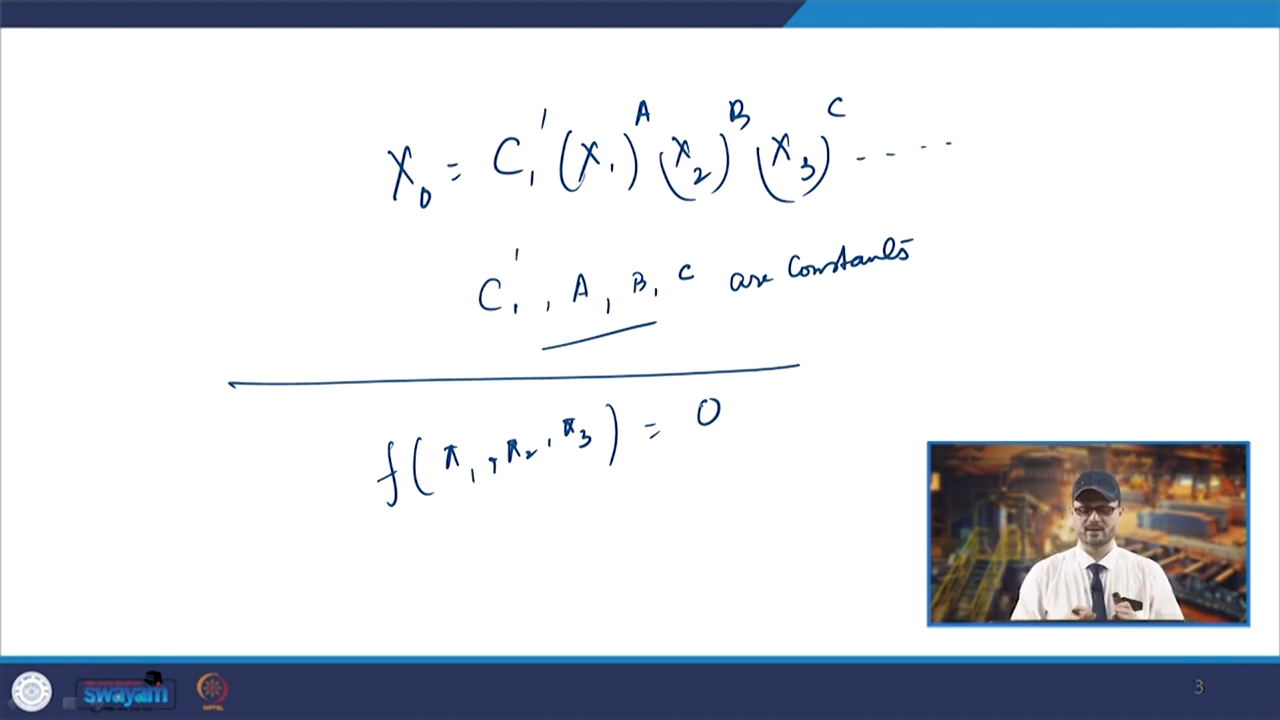 X₀ = C₁' (X₁)ᴬ (X₂)ᴮ (X₃)ᶜ ----
C₁', A, B, C are Constants
f(π₁, π₂, π₃) = 0
swayam
3